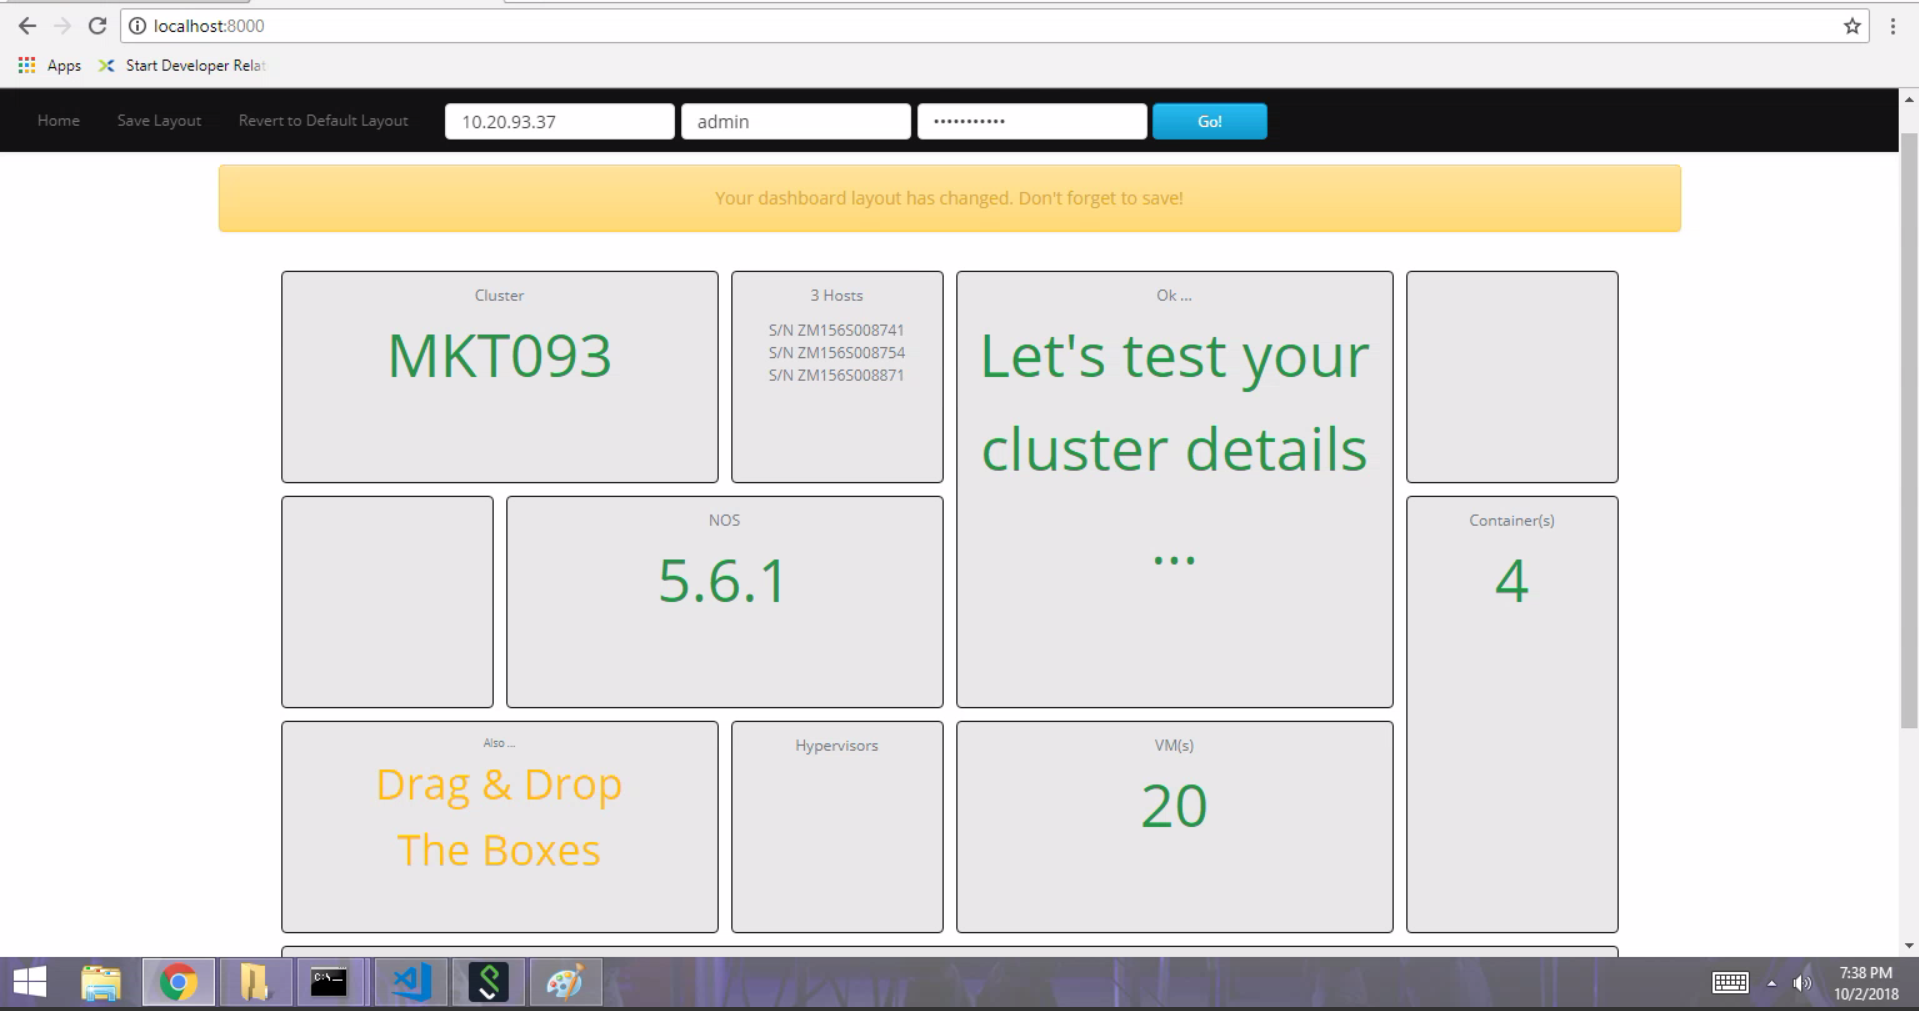 localhost:8000
Apps
Start Developer Relat
Home
Save Layout
Revert to Default Layout
10.20.93.37
admin
•••••••••••
Go!
Your dashboard layout has changed. Don't forget to save!
Cluster
MKT093
3 Hosts
S/N ZM156S008741
S/N ZM156S008754
S/N ZM156S008871
Ok ...
Let's test your
cluster details
...
NOS
5.6.1
Container(s)
4
Also ...
Drag & Drop
The Boxes
Hypervisors
VM(s)
20
C:\_
7:38 PM
10/2/2018